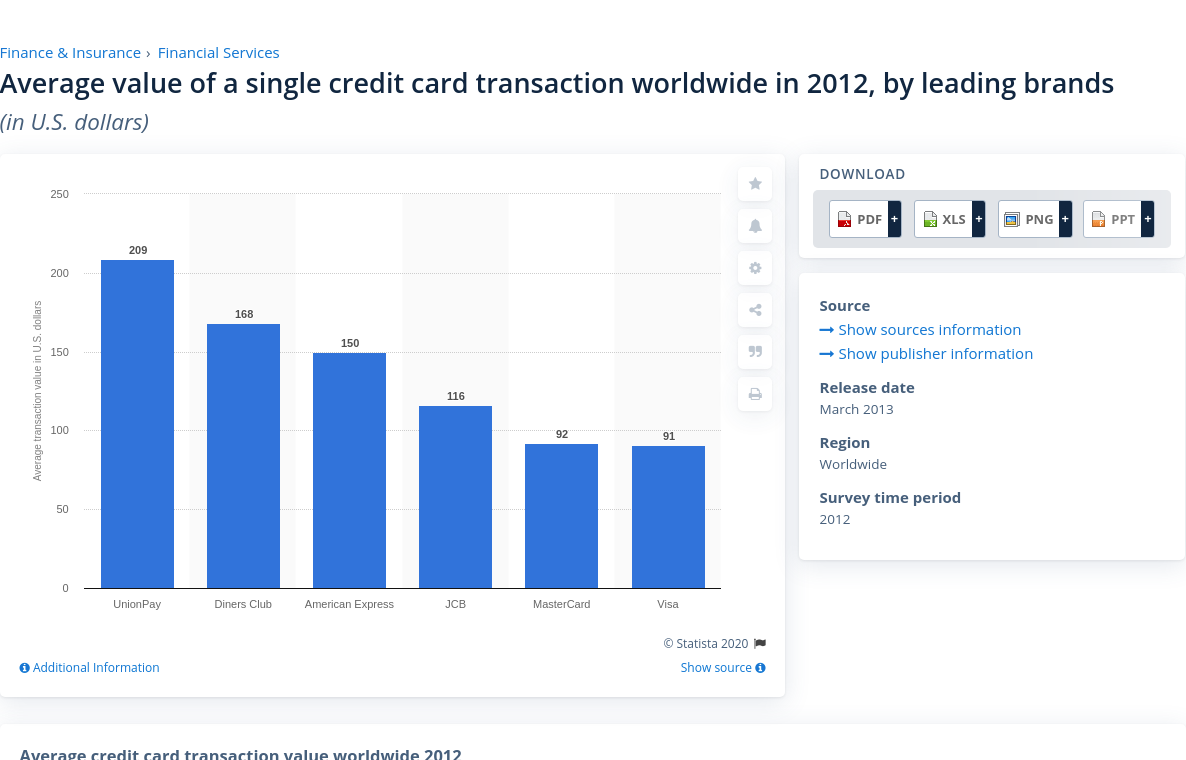 Finance & Insurance › Financial Services
Average value of a single credit card transaction worldwide in 2012, by leading brands
(in U.S. dollars)
250
200
150
100
50
0
Average transaction value in U.S. dollars
209
168
150
116
92
91
UnionPay
Diners Club
American Express
JCB
MasterCard
Visa
© Statista 2020
Additional Information
Show source
DOWNLOAD
PDF + XLS + PNG + PPT +
Source
Show sources information
Show publisher information
Release date
March 2013
Region
Worldwide
Survey time period
2012
Average credit card transaction value worldwide 2012